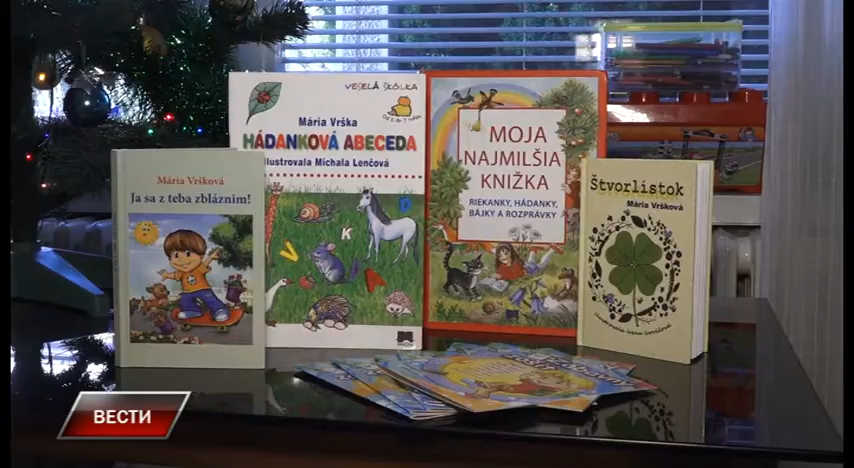 Mária Vršková
Ja sa z teba zbláznim!
VESELÁ ŠKÔLKA
Mária Vrška
HÁDANKOVÁ ABECEDA
Ilustrovala Michala Lenčová
V
K
A
MOJA
NAJMILŠIA
KNIŽKA
RIEKANKY, HÁDANKY,
BÁJKY A ROZPRÁVKY
Štvorlístok
Mária Vršková
ВЕСТИ